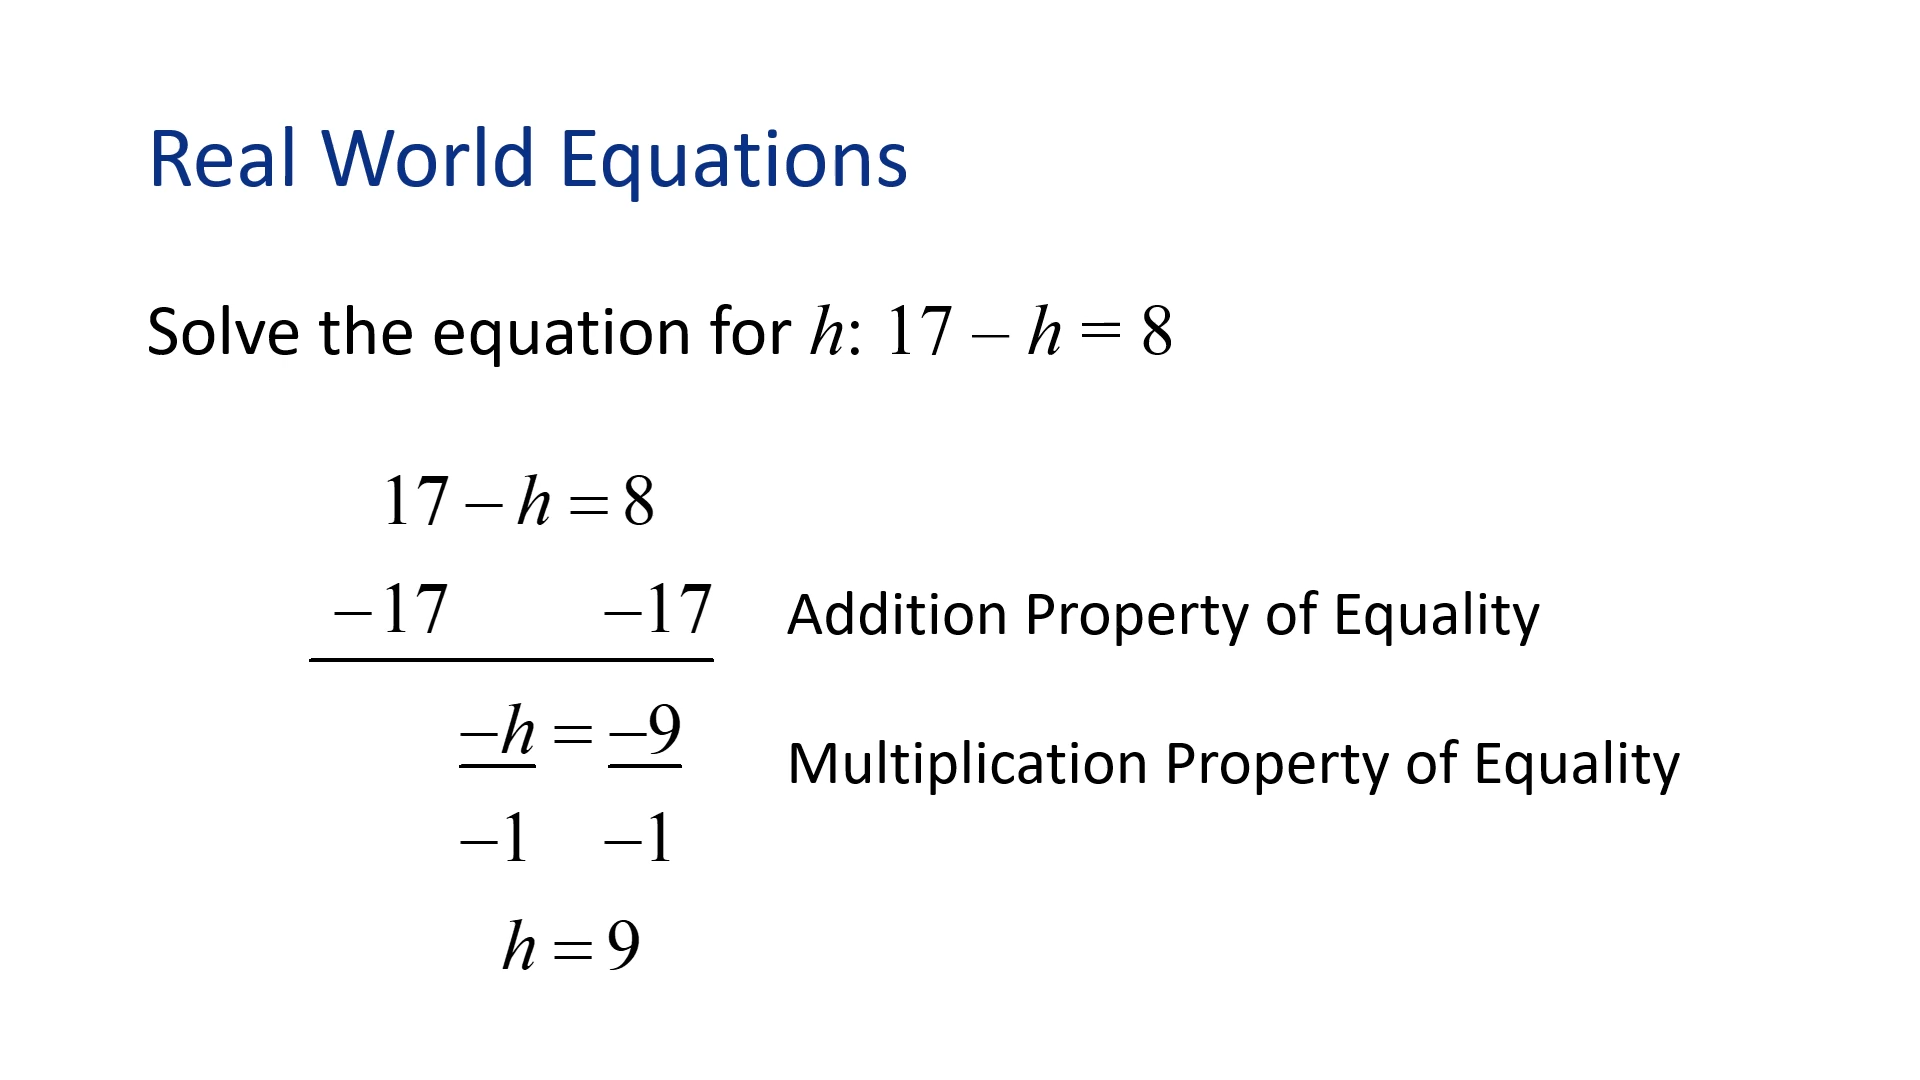 Real World Equations
Solve the equation for h: 17 – h = 8
17 – h = 8
–17 –17 Addition Property of Equality
–h = –9 Multiplication Property of Equality
–1 –1
h = 9